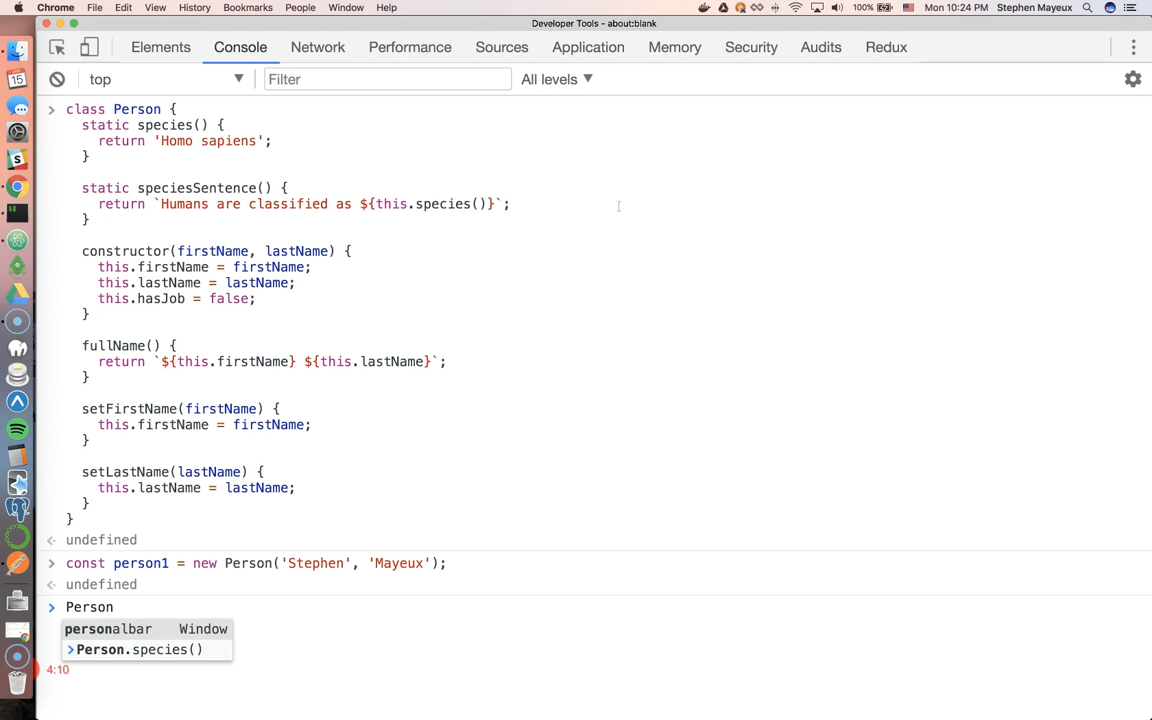 Chrome File Edit View History Bookmarks People Window Help 100% Mon 10:24 PM Stephen Mayeux
Developer Tools - about:blank
Elements Console Network Performance Sources Application Memory Security Audits Redux
top Filter All levels
class Person {
static species() {
return 'Homo sapiens';
}
static speciesSentence() {
return `Humans are classified as ${this.species()}`;
}
constructor(firstName, lastName) {
this.firstName = firstName;
this.lastName = lastName;
this.hasJob = false;
}
fullName() {
return `${this.firstName} ${this.lastName}`;
}
setFirstName(firstName) {
this.firstName = firstName;
}
setLastName(lastName) {
this.lastName = lastName;
}
}
undefined
const person1 = new Person('Stephen', 'Mayeux');
undefined
Person
personalbar Window
>Person.species()
4:10
15